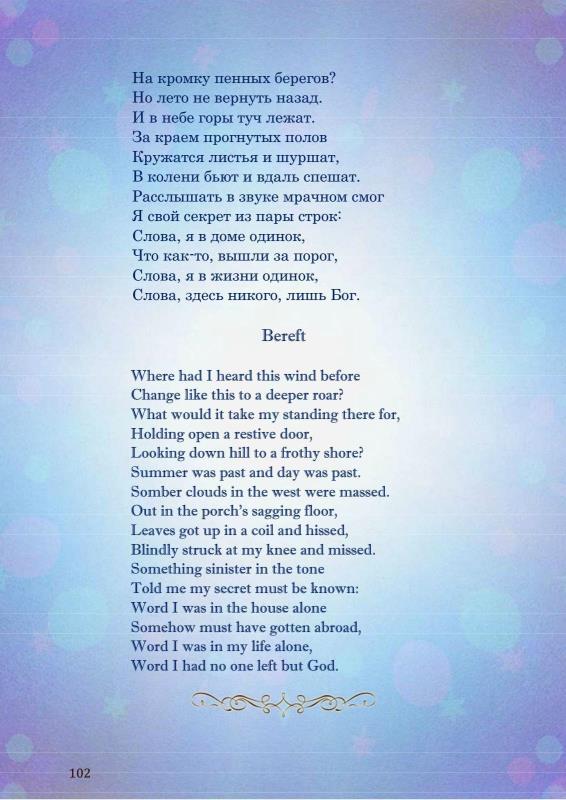 На кромку пенных берегов?
Но лето не вернуть назад.
И в небе горы туч лежат.
За краем прогнутых полов
Кружатся листья и шуршат,
В колени бьют и вдаль спешат.
Расслышать в звуке мрачном смог
Я свой секрет из пары строк:
Слова, я в доме одинок,
Что как-то, вышли за порог,
Слова, я в жизни одинок,
Слова, здесь никого, лишь Бог.
Bereft
Where had I heard this wind before
Change like this to a deeper roar?
What would it take my standing there for,
Holding open a restive door,
Looking down hill to a frothy shore?
Summer was past and day was past.
Somber clouds in the west were massed.
Out in the porch’s sagging floor,
Leaves got up in a coil and hissed,
Blindly struck at my knee and missed.
Something sinister in the tone
Told me my secret must be known:
Word I was in the house alone
Somehow must have gotten abroad,
Word I was in my life alone,
Word I had no one left but God.
102